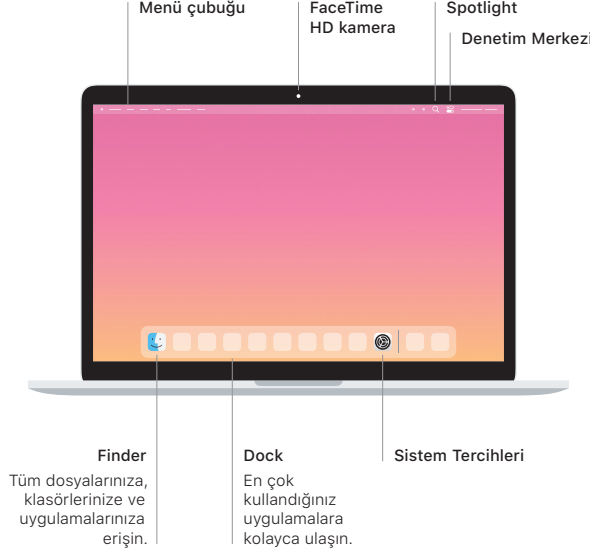 Menü çubuğu
FaceTime
HD kamera
Spotlight
Denetim Merkezi
Finder
Tüm dosyalarınıza,
klasörlerinize ve
uygulamalarınıza
erişin.
Dock
En çok
kullandığınız
uygulamalara
kolayca ulaşın.
Sistem Tercihleri